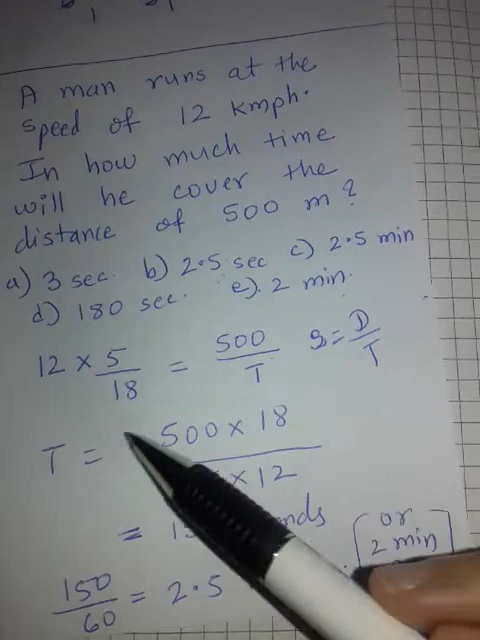 A man runs at the
speed of 12 kmph.
In how much time
will he cover the
distance of 500 m?
a) 3 sec. b) 2.5 sec c) 2.5 min
d) 180 sec. e). 2 min.
12 × 5/18 = 500/T S = D/T
T = 500 × 18
× 12
=
or
2 min
150/60 = 2.5